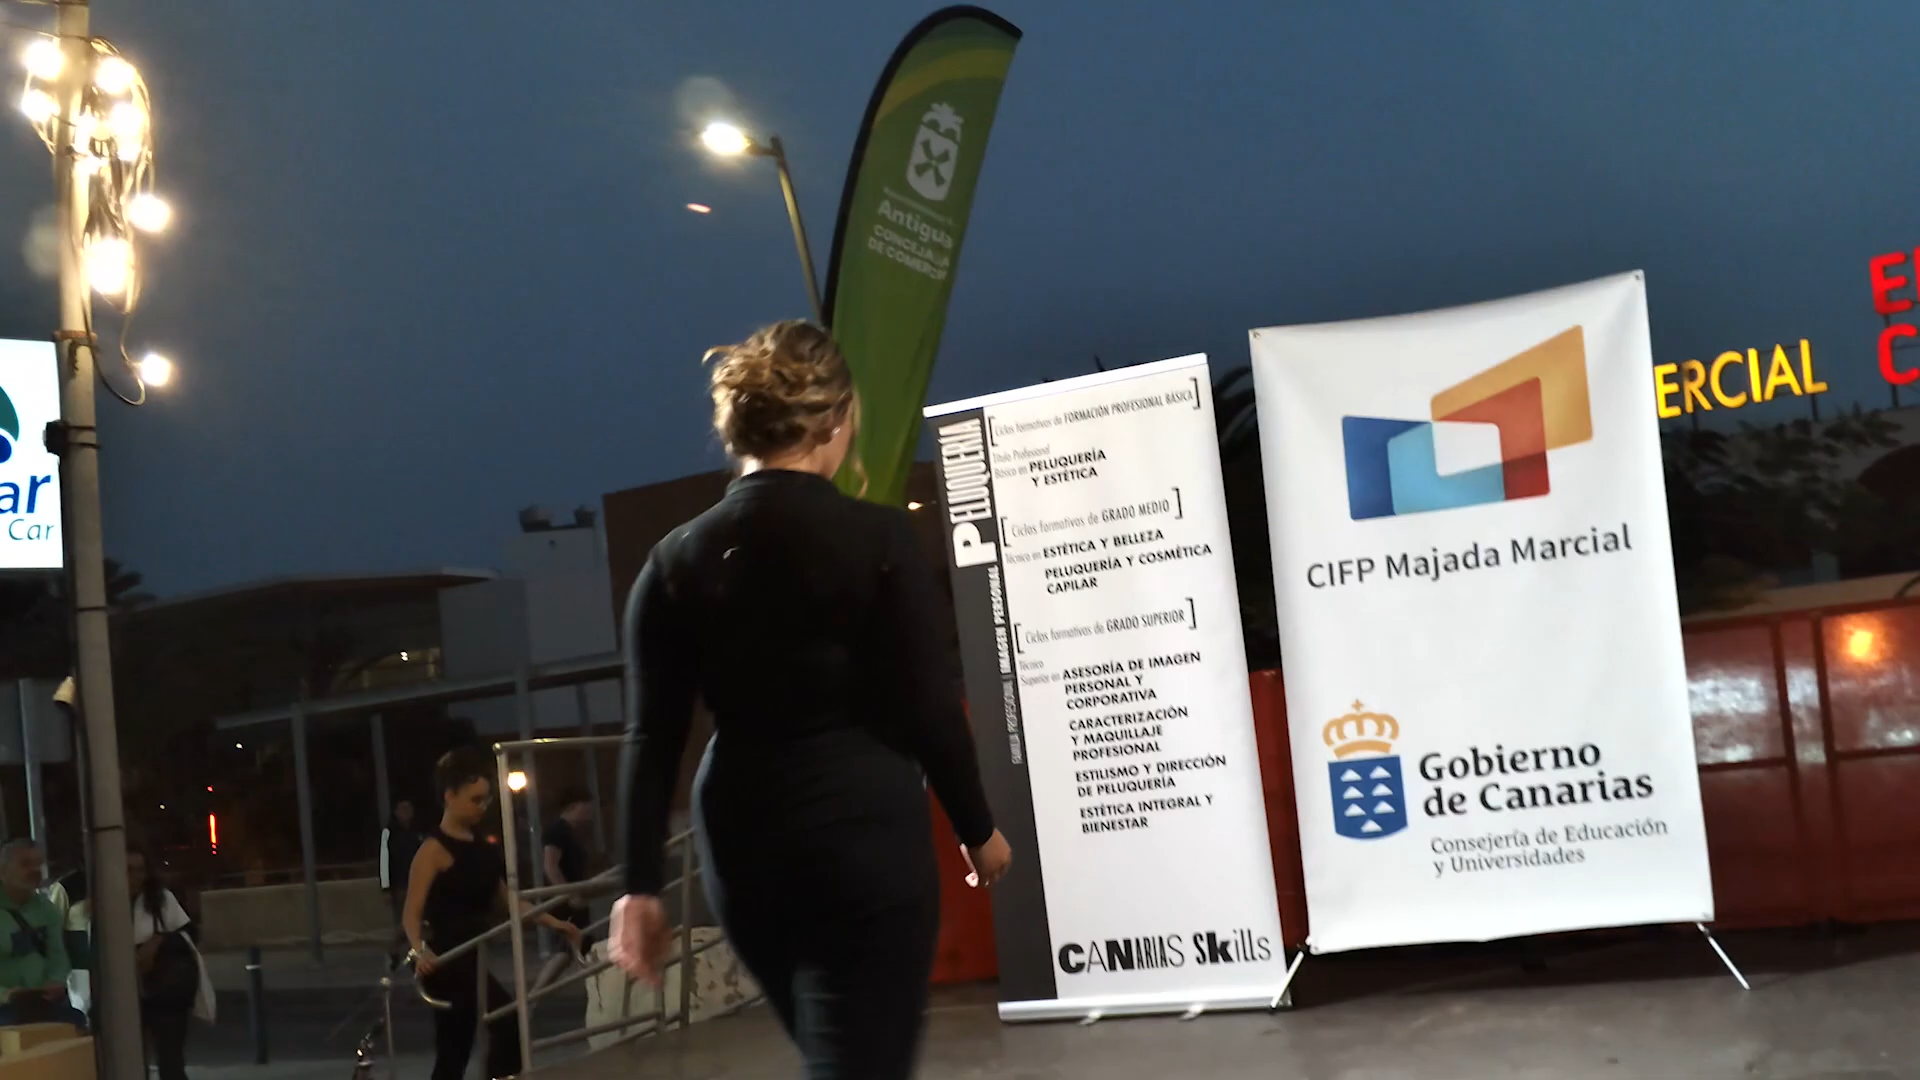 Antigua
CONCEJALÍA
DE COMERCIO
ar
Car
PELUQUERÍA
FAMILIA PROFESIONAL | IMAGEN PERSONAL
[Ciclos formativos de FORMACIÓN PROFESIONAL BÁSICA]
Título Profesional
Básico en PELUQUERÍA
Y ESTÉTICA
[Ciclos formativos de GRADO MEDIO]
Técnico en ESTÉTICA Y BELLEZA
PELUQUERÍA Y COSMÉTICA
CAPILAR
[Ciclos formativos de GRADO SUPERIOR]
Técnico
Superior en ASESORÍA DE IMAGEN
PERSONAL Y
CORPORATIVA
CARACTERIZACIÓN
Y MAQUILLAJE
PROFESIONAL
ESTILISMO Y DIRECCIÓN
DE PELUQUERÍA
ESTÉTICA INTEGRAL Y
BIENESTAR
CANARIAS Skills
CIFP Majada Marcial
Gobierno
de Canarias
Consejería de Educación
y Universidades
ERCIAL
E
C